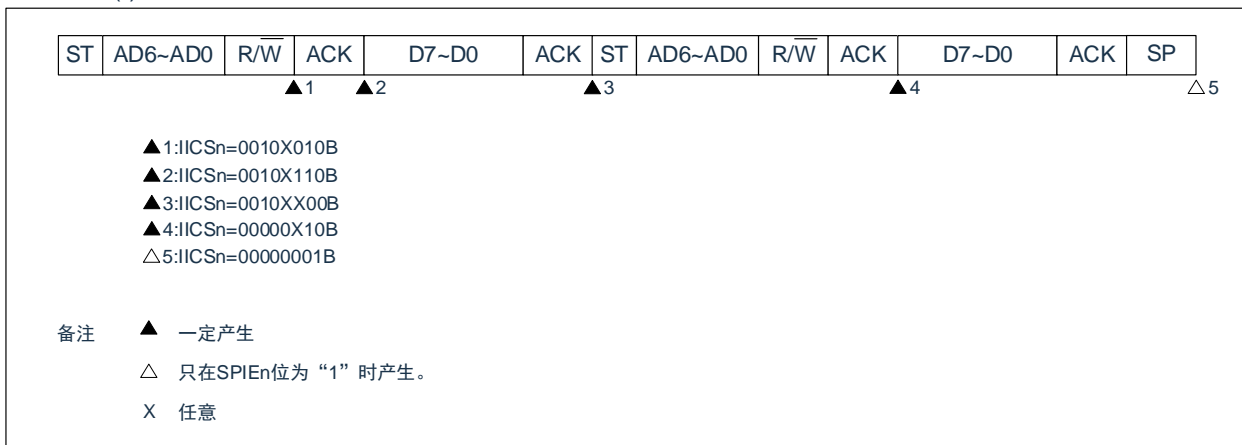 ST AD6~AD0 R/W ACK D7~D0 ACK ST AD6~AD0 R/W ACK D7~D0 ACK SP
▲1 ▲2 ▲3 ▲4 △5
▲1:IICSn=0010X010B
▲2:IICSn=0010X110B
▲3:IICSn=0010XX00B
▲4:IICSn=00000X10B
△5:IICSn=00000001B
备注 ▲ 一定产生
△ 只在SPIEn位为“1”时产生。
X 任意